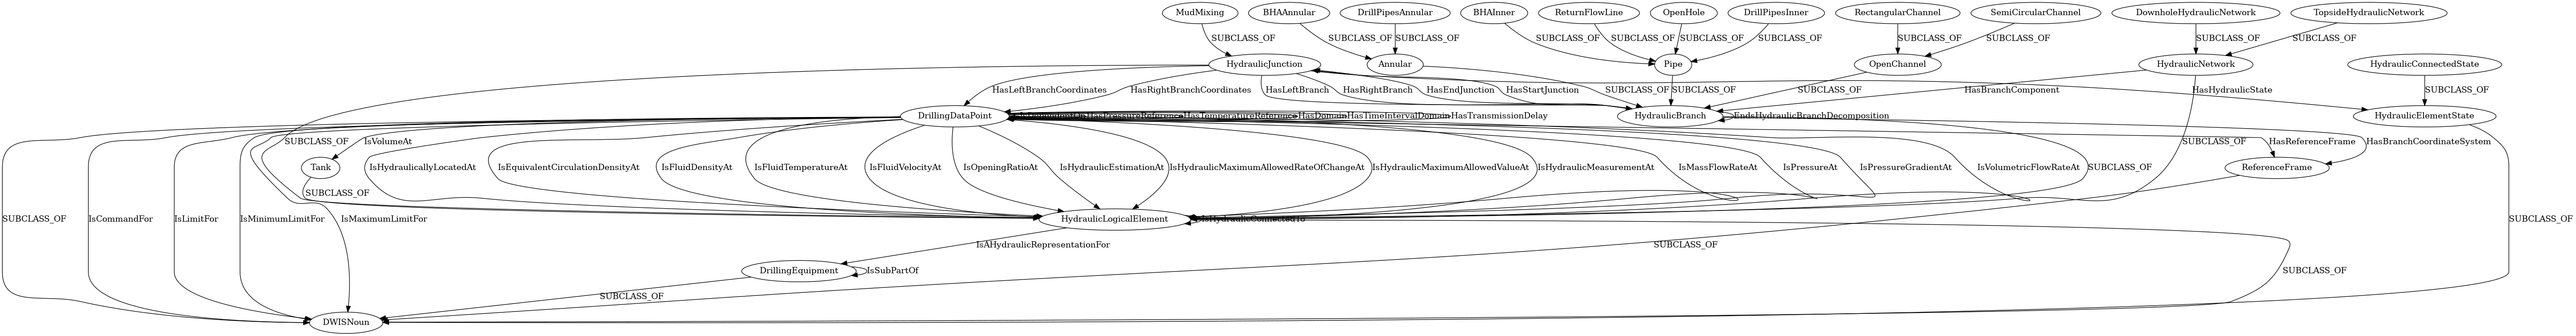 MudMixing
BHAAnnular
DrillPipesAnnular
BHAInner
ReturnFlowLine
OpenHole
DrillPipesInner
RectangularChannel
SemiCircularChannel
DownholeHydraulicNetwork
TopsideHydraulicNetwork
SUBCLASS_OF
SUBCLASS_OF
SUBCLASS_OF
SUBCLASS_OF
SUBCLASS_OF
SUBCLASS_OF
SUBCLASS_OF
SUBCLASS_OF
SUBCLASS_OF
SUBCLASS_OF
SUBCLASS_OF
HydraulicJunction
Annular
Pipe
OpenChannel
HydraulicNetwork
HydraulicConnectedState
HasLeftBranchCoordinates
HasRightBranchCoordinates
HasLeftBranch
HasRightBranch
HasEndJunction
HasStartJunction
SUBCLASS_OF
SUBCLASS_OF
SUBCLASS_OF
HasBranchComponent
HasHydraulicState
SUBCLASS_OF
DrillingDataPoint
HasPressureReference
HasTemperatureReference
HasDomain
HasTimeIntervalDomain
HasTransmissionDelay
HydraulicBranch
EndsHydraulicBranchDecomposition
HydraulicElementState
SUBCLASS_OF
IsVolumeAt
HasReferenceFrame
HasBranchCoordinateSystem
SUBCLASS_OF
Tank
IsHydraulicallyLocatedAt
IsEquivalentCirculationDensityAt
IsFluidDensityAt
IsFluidTemperatureAt
IsFluidVelocityAt
IsOpeningRatioAt
IsHydraulicEstimationAt
IsHydraulicMaximumAllowedRateOfChangeAt
IsHydraulicMaximumAllowedValueAt
IsHydraulicMeasurementAt
IsMassFlowRateAt
IsPressureAt
IsPressureGradientAt
IsVolumetricFlowRateAt
SUBCLASS_OF
ReferenceFrame
SUBCLASS_OF
SUBCLASS_OF
IsCommandFor
IsLimitFor
IsMinimumLimitFor
IsMaximumLimitFor
HydraulicLogicalElement
IsHydraulicConnectedTo
SUBCLASS_OF
IsAHydraulicRepresentationFor
SUBCLASS_OF
DrillingEquipment
IsSubPartOf
SUBCLASS_OF
SUBCLASS_OF
DWISNoun